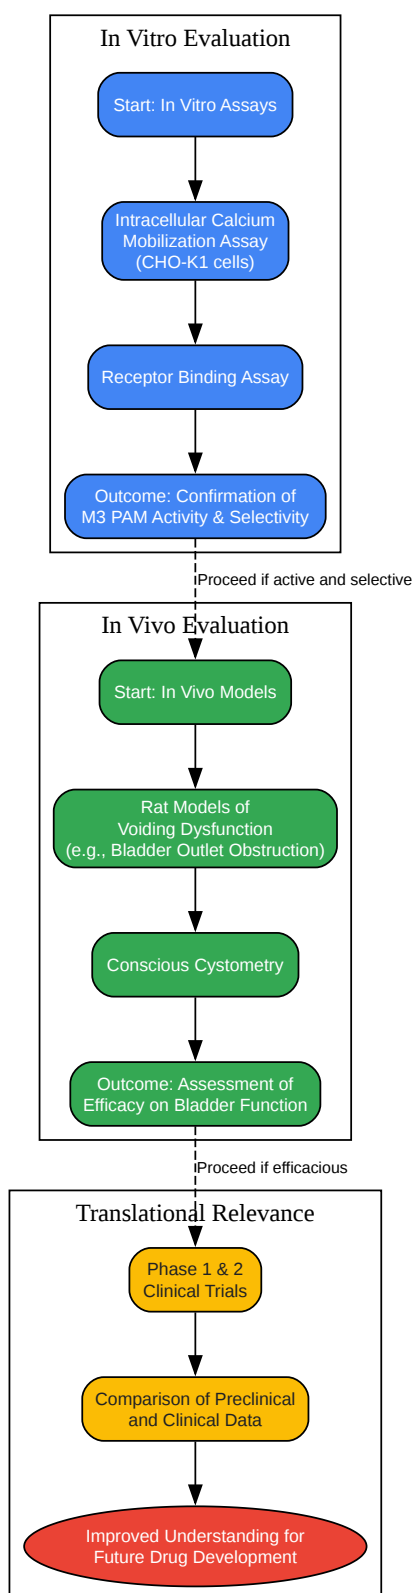 In Vitro Evaluation
Start: In Vitro Assays
Intracellular Calcium
Mobilization Assay
(CHO-K1 cells)
Receptor Binding Assay
Outcome: Confirmation of
M3 PAM Activity & Selectivity
Proceed if active and selective
In Vivo Evaluation
Start: In Vivo Models
Rat Models of
Voiding Dysfunction
(e.g., Bladder Outlet Obstruction)
Conscious Cystometry
Outcome: Assessment of
Efficacy on Bladder Function
Proceed if efficacious
Translational Relevance
Phase 1 & 2
Clinical Trials
Comparison of Preclinical
and Clinical Data
Improved Understanding for
Future Drug Development